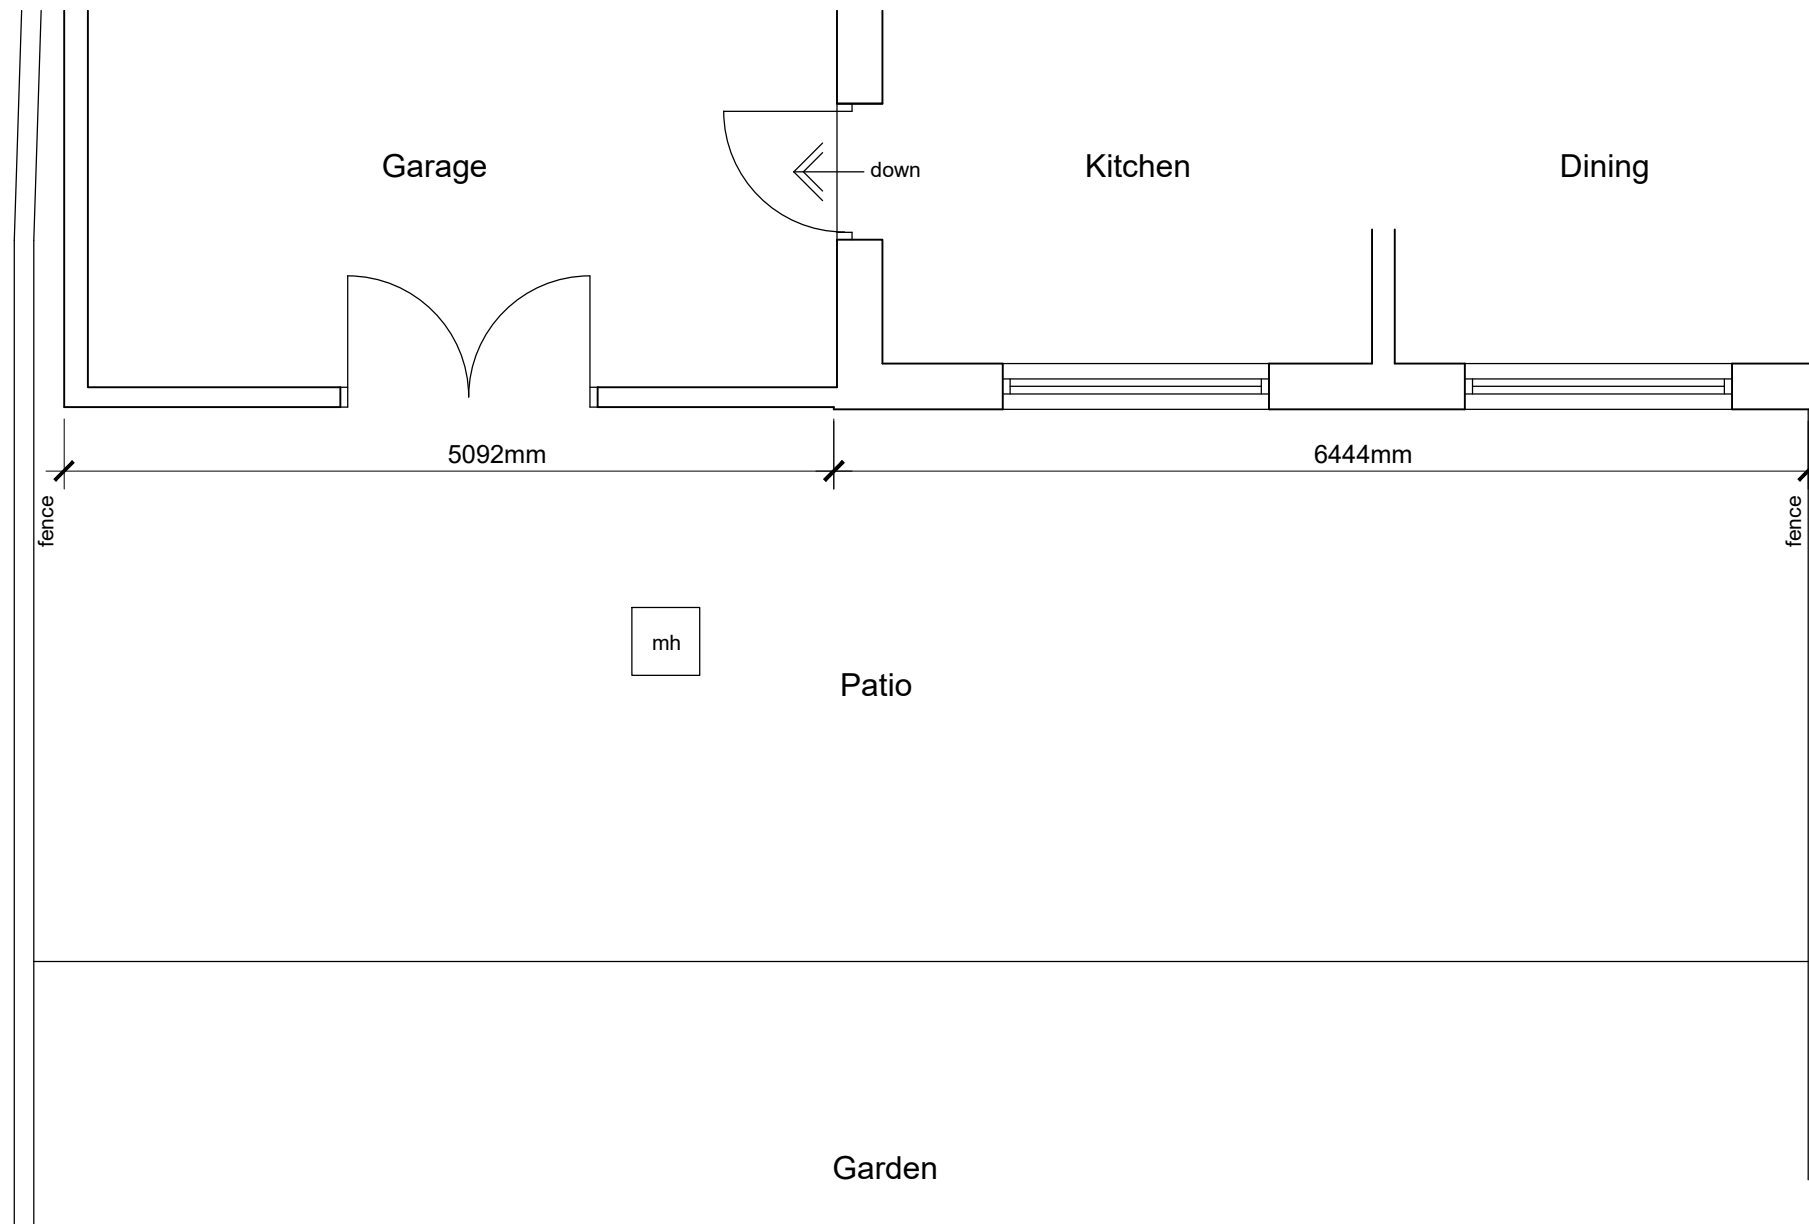 Garage
down
Kitchen
Dining
5092mm
6444mm
fence
fence
mh
Patio
Garden